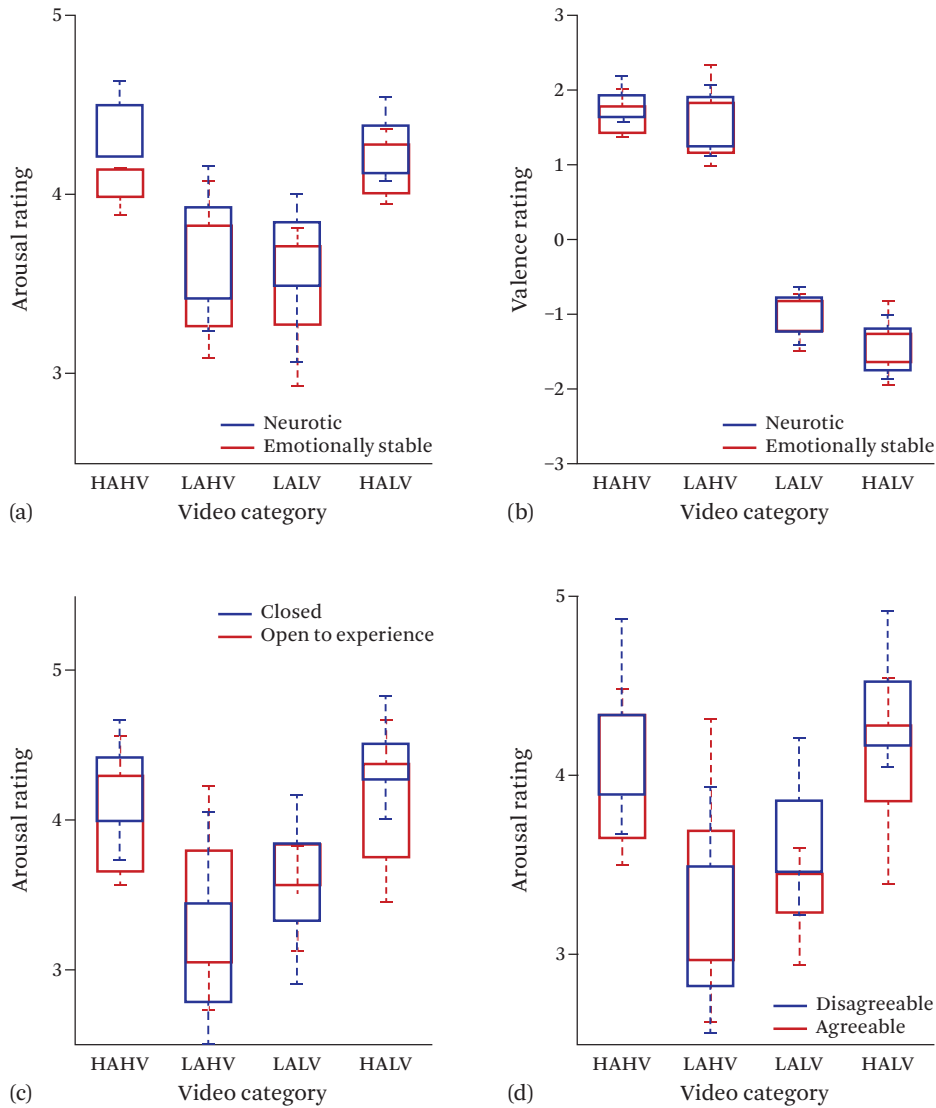 5
4
3
Arousal rating
Neurotic
Emotionally stable
HAHV LAHV LALV HALV
(a) Video category
3
2
1
0
−1
−2
−3
Valence rating
Neurotic
Emotionally stable
HAHV LAHV LALV HALV
(b) Video category
Closed
Open to experience
5
4
3
Arousal rating
HAHV LAHV LALV HALV
(c) Video category
5
4
3
Arousal rating
Disagreeable
Agreeable
HAHV LAHV LALV HALV
(d) Video category